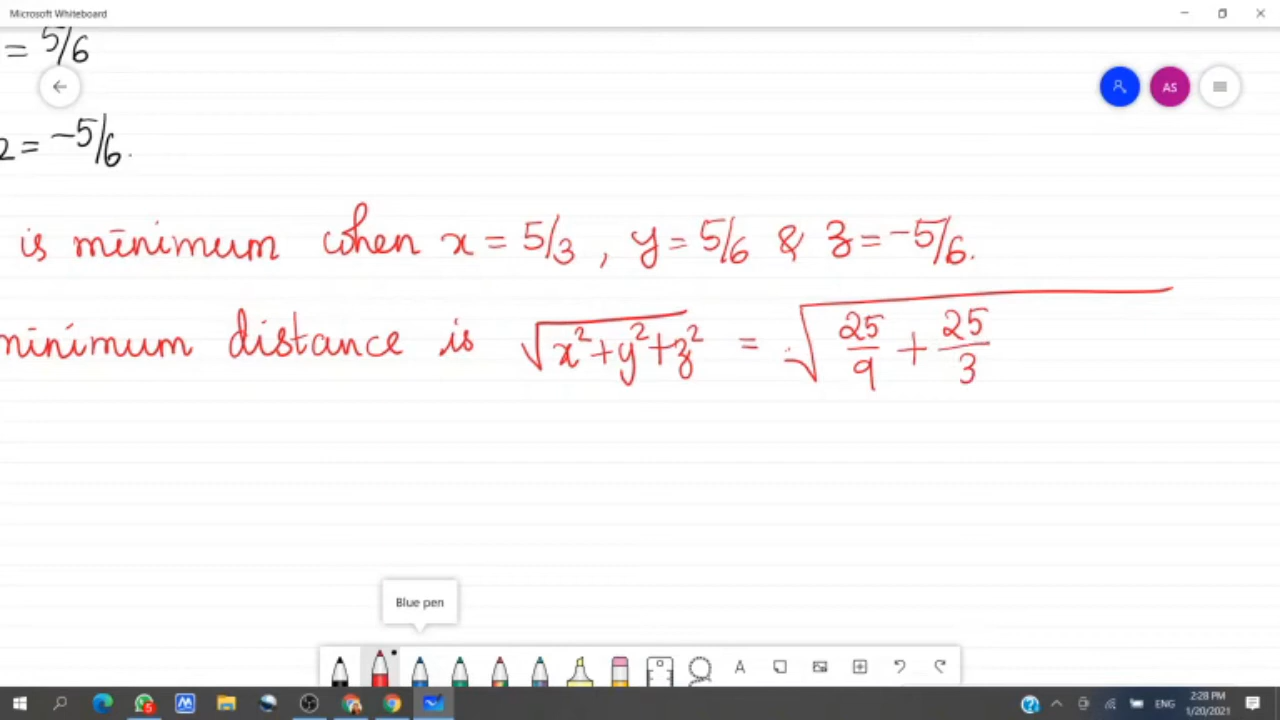 Microsoft Whiteboard
= 5/6
AS
2 = -5/6.
is minimum when x = 5/3, y = 5/6 & z = -5/6.
minimum distance is √(x²+y²+z²) = √(25/9 + 25/3
Blue pen
A
ENG
2:28 PM
1/20/2021